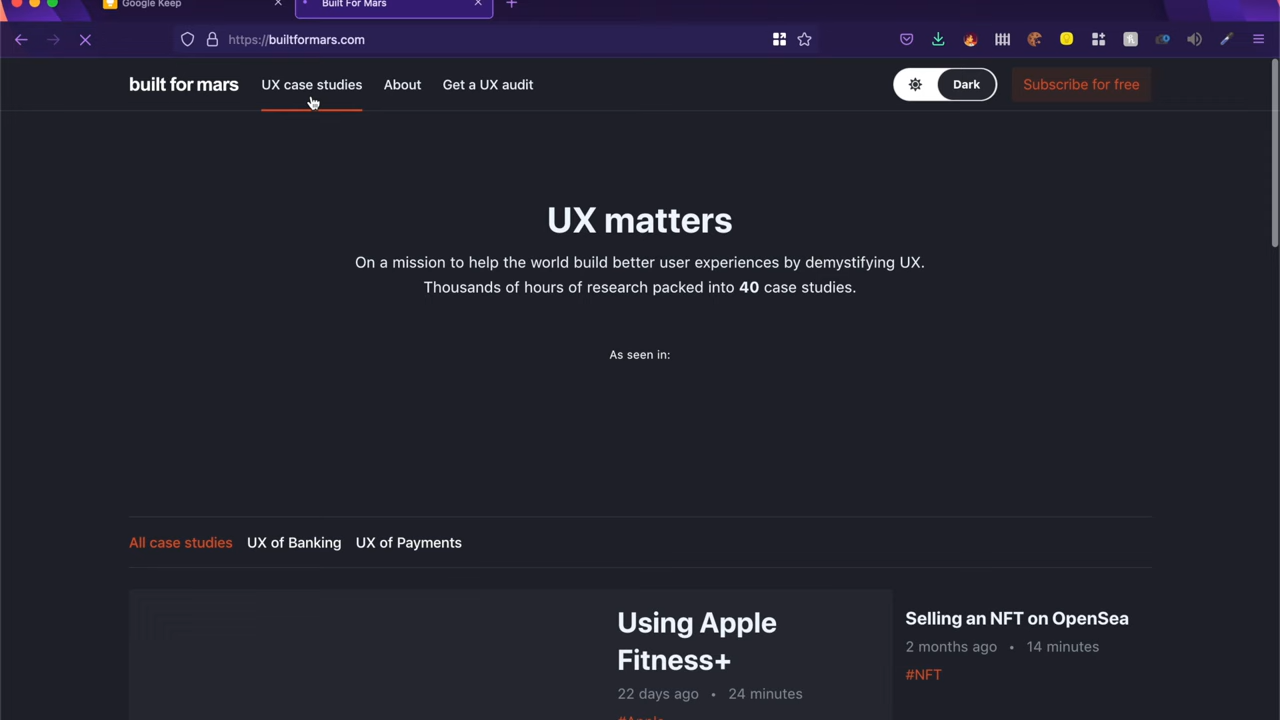 Google Keep
Built For Mars
https://builtformars.com
built for mars UX case studies About Get a UX audit Dark Subscribe for free
UX matters
On a mission to help the world build better user experiences by demystifying UX.
Thousands of hours of research packed into 40 case studies.
As seen in:
All case studies UX of Banking UX of Payments
Using Apple
Fitness+
22 days ago • 24 minutes
#Apple
Selling an NFT on OpenSea
2 months ago • 14 minutes
#NFT